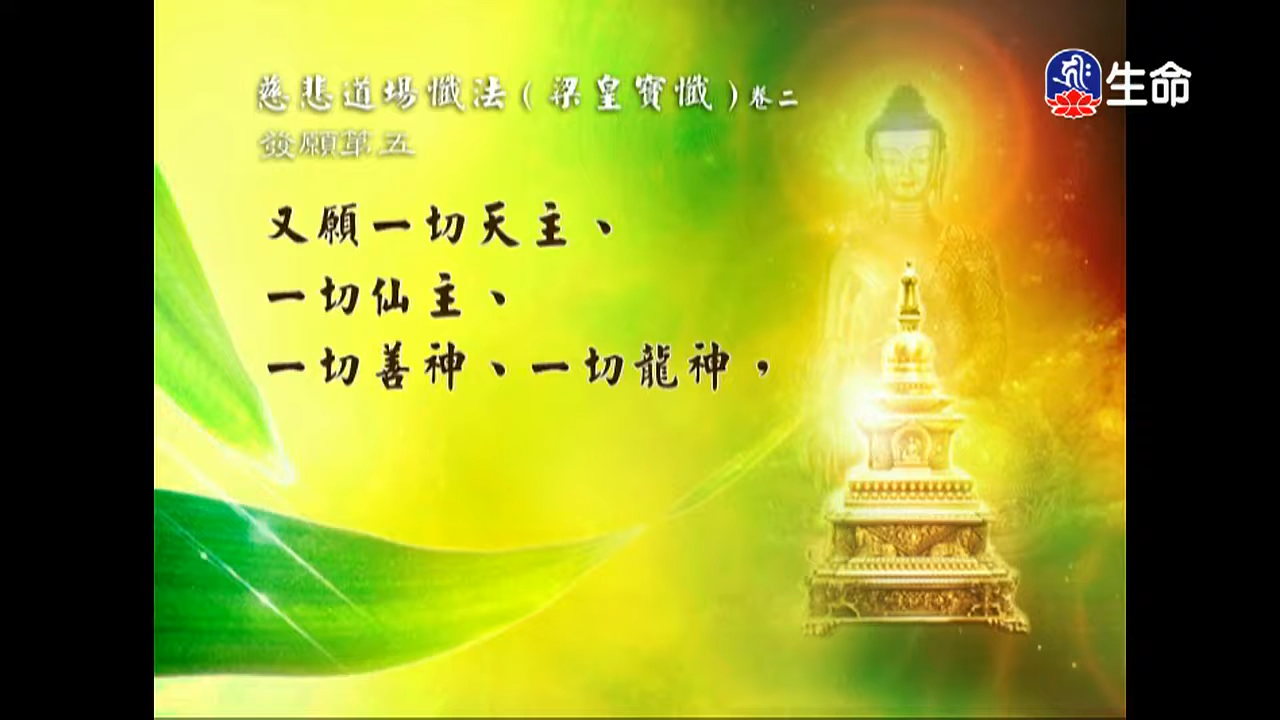 慈悲道場懺法（梁皇寶懺）卷二
發願第五
又願一切天主、
一切仙主、
一切善神、一切龍神，
生命